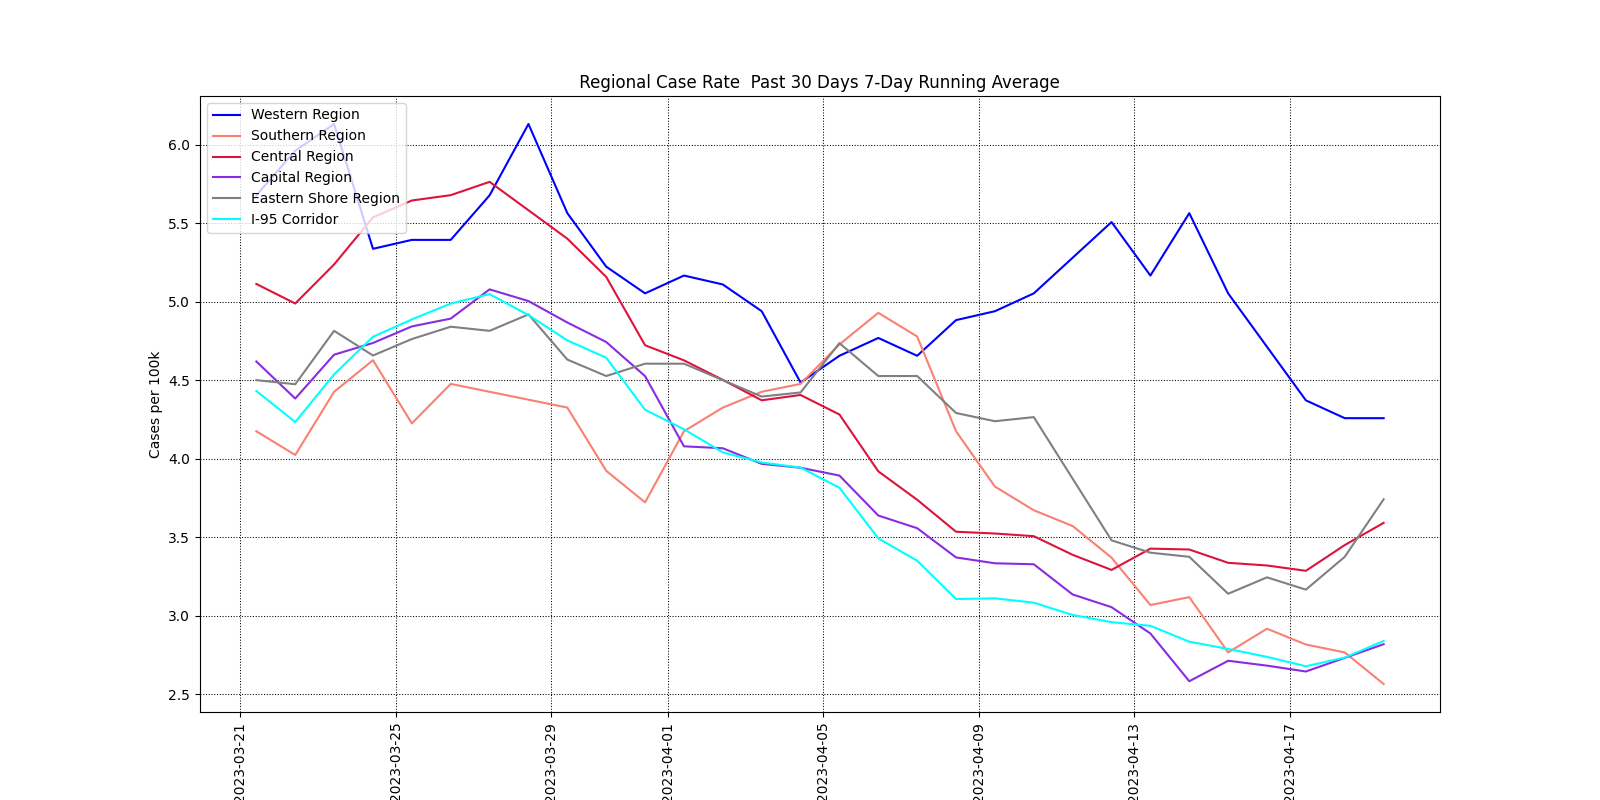 Regional Case Rate  Past 30 Days 7-Day Running Average
Western Region
Southern Region
Central Region
Capital Region
Eastern Shore Region
I-95 Corridor
Cases per 100k
6.0
5.5
5.0
4.5
4.0
3.5
3.0
2.5
2023-03-21
2023-03-25
2023-03-29
2023-04-01
2023-04-05
2023-04-09
2023-04-13
2023-04-17